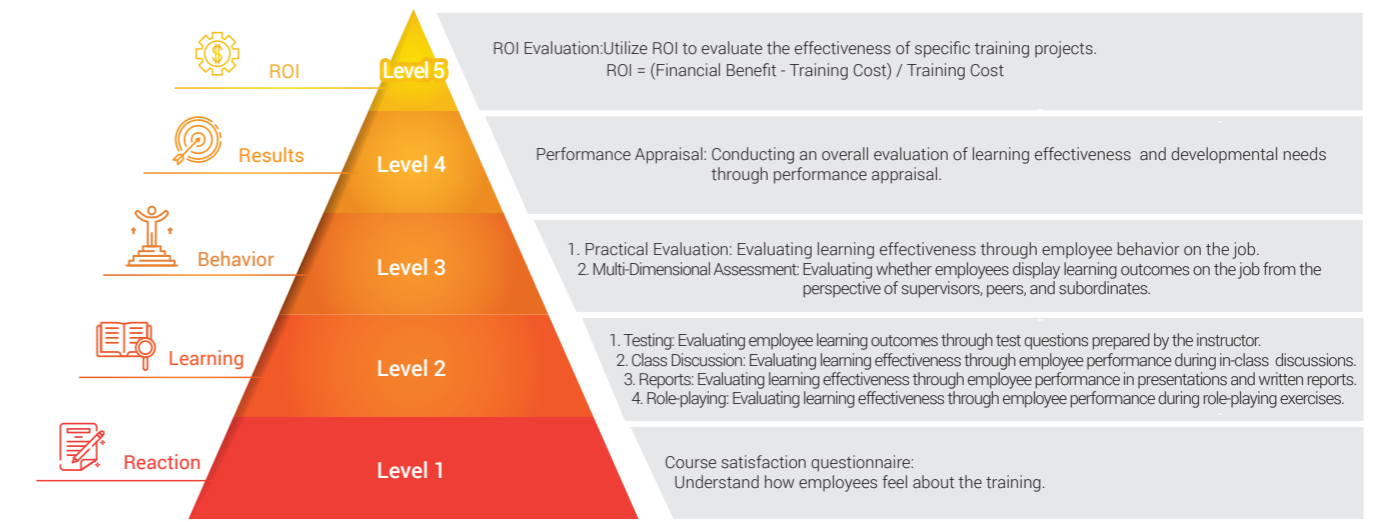 ROI
Level 5
ROI Evaluation:Utilize ROI to evaluate the effectiveness of specific training projects.
ROI = (Financial Benefit - Training Cost) / Training Cost
Results
Level 4
Performance Appraisal: Conducting an overall evaluation of learning effectiveness and developmental needs
through performance appraisal.
Behavior
Level 3
1. Practical Evaluation: Evaluating learning effectiveness through employee behavior on the job.
2. Multi-Dimensional Assessment: Evaluating whether employees display learning outcomes on the job from the
perspective of supervisors, peers, and subordinates.
Learning
Level 2
1. Testing: Evaluating employee learning outcomes through test questions prepared by the instructor.
2. Class Discussion: Evaluating learning effectiveness through employee performance during in-class discussions.
3. Reports: Evaluating learning effectiveness through employee performance in presentations and written reports.
4. Role-playing: Evaluating learning effectiveness through employee performance during role-playing exercises.
Reaction
Level 1
Course satisfaction questionnaire:
Understand how employees feel about the training.